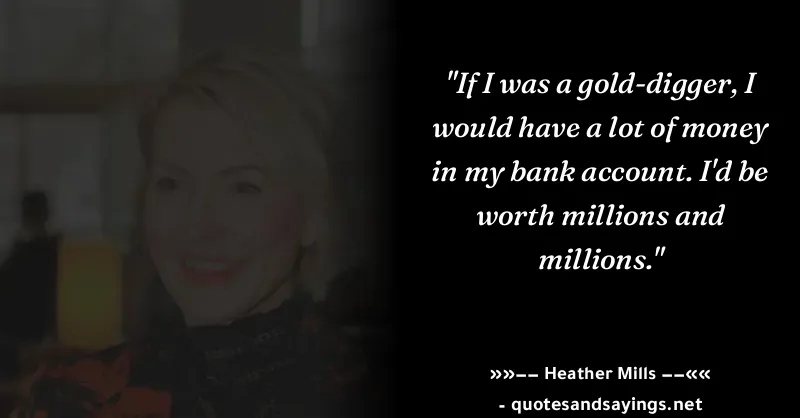 "If I was a gold-digger, I
would have a lot of money
in my bank account. I'd be
worth millions and
millions."
»»−− Heather Mills −−««
- quotesandsayings.net